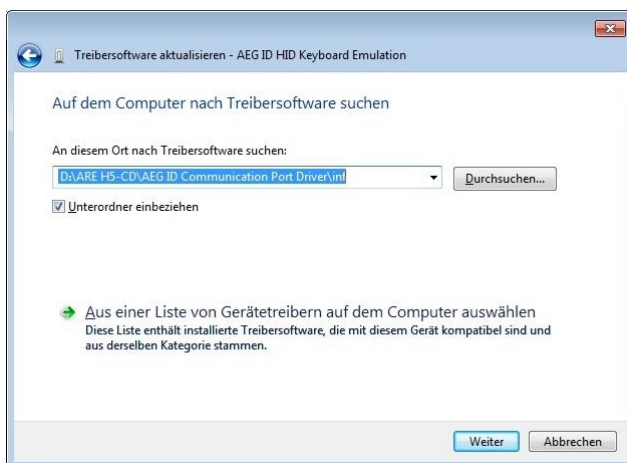 Treibersoftware aktualisieren - AEG ID HID Keyboard Emulation
Auf dem Computer nach Treibersoftware suchen
An diesem Ort nach Treibersoftware suchen:
D:\ARE H5-CD\AEG ID Communication Port Driver\inf
Durchsuchen...
Unterordner einbeziehen
Aus einer Liste von Gerätetreibern auf dem Computer auswählen
Diese Liste enthält installierte Treibersoftware, die mit diesem Gerät kompatibel sind und
aus derselben Kategorie stammen.
Weiter
Abbrechen